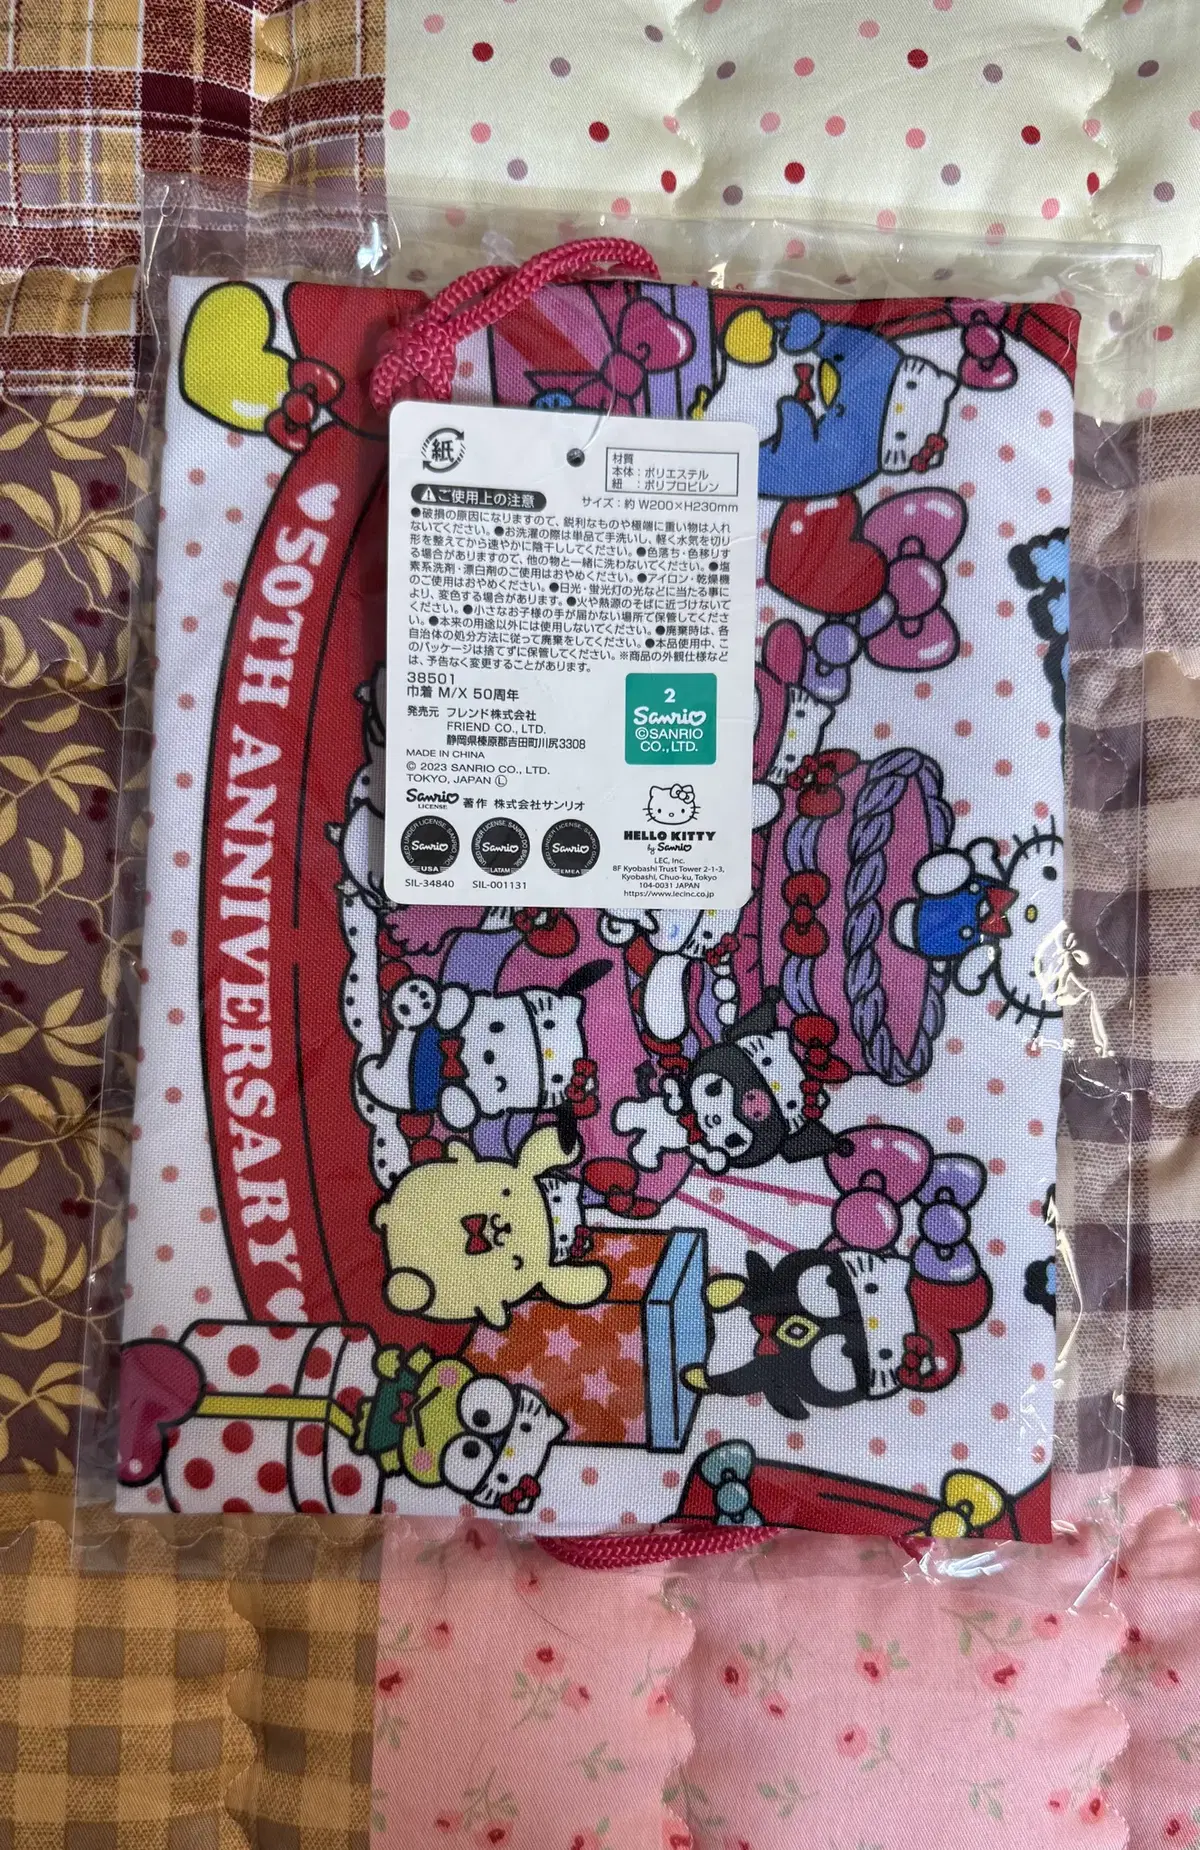 紙
材質
本体：ポリエステル
紐　：ポリプロピレン
ご使用上の注意
サイズ：約 W200×H230mm
●破損の原因になりますので、鋭利なものや極端に重い物は入れ
ないでください。●お洗濯の際は単品で手洗いし、軽く水気を切り
形を整えてから速やかに陰干ししてください。●色落ち・色移りす
る場合がありますので、他の物と一緒に洗わないでください。●塩
素系洗剤・漂白剤のご使用はおやめください。●アイロン・乾燥機
のご使用はおやめください。●日光・蛍光灯の光などに当たる事に
より、変色する場合があります。●火や熱源のそばに近づけないで
ください。●小さなお子様の手が届かない場所で保管してくださ
い。●本来の用途以外には使用しないでください。●廃棄時は、各
自治体の処分方法に従って廃棄をしてください。●本品使用中、こ
のパッケージは捨てずに保管してください。※商品の外観仕様など
は、予告なく変更することがあります。
38501
巾着 M/X 50周年
発売元 フレンド株式会社
FRIEND CO., LTD.
静岡県榛原郡吉田町川尻3308
MADE IN CHINA
© 2023 SANRIO CO., LTD.
TOKYO, JAPAN Ⓛ
Sanrio
LICENSE
著作 株式会社サンリオ
2
Sanrio
©SANRIO
CO.,LTD.
HELLO KITTY
by Sanrio
LEC, Inc.
8F Kyobashi Trust Tower 2-1-3,
Kyobashi, Chuo-ku, Tokyo
104-0031 JAPAN
https://www.lecinc.co.jp
USED UNDER LICENSE, SANRIO, INC.
Sanrio
USA
SIL-34840
USED UNDER LICENSE, SANRIO DO BRASIL
Sanrio
LATAM
SIL-001131
Sanrio
EMEA
50TH ANNIVERSARY